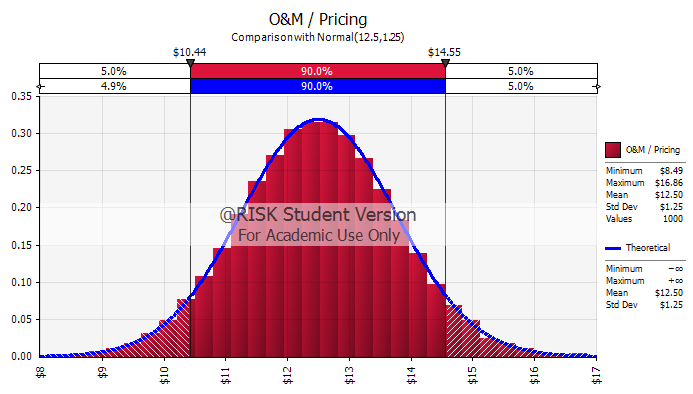 O&M / Pricing
Comparison with Normal(12.5,1.25)
$10.44 $14.55
5.0% 90.0% 5.0%
4.9% 90.0% 5.0%
0.35
0.30
0.25
0.20
0.15
0.10
0.05
0.00
$8 $9 $10 $11 $12 $13 $14 $15 $16 $17
@RISK Student Version
For Academic Use Only
O&M / Pricing
Minimum $8.49
Maximum $16.86
Mean $12.50
Std Dev $1.25
Values 1000
Theoretical
Minimum −∞
Maximum +∞
Mean $12.50
Std Dev $1.25